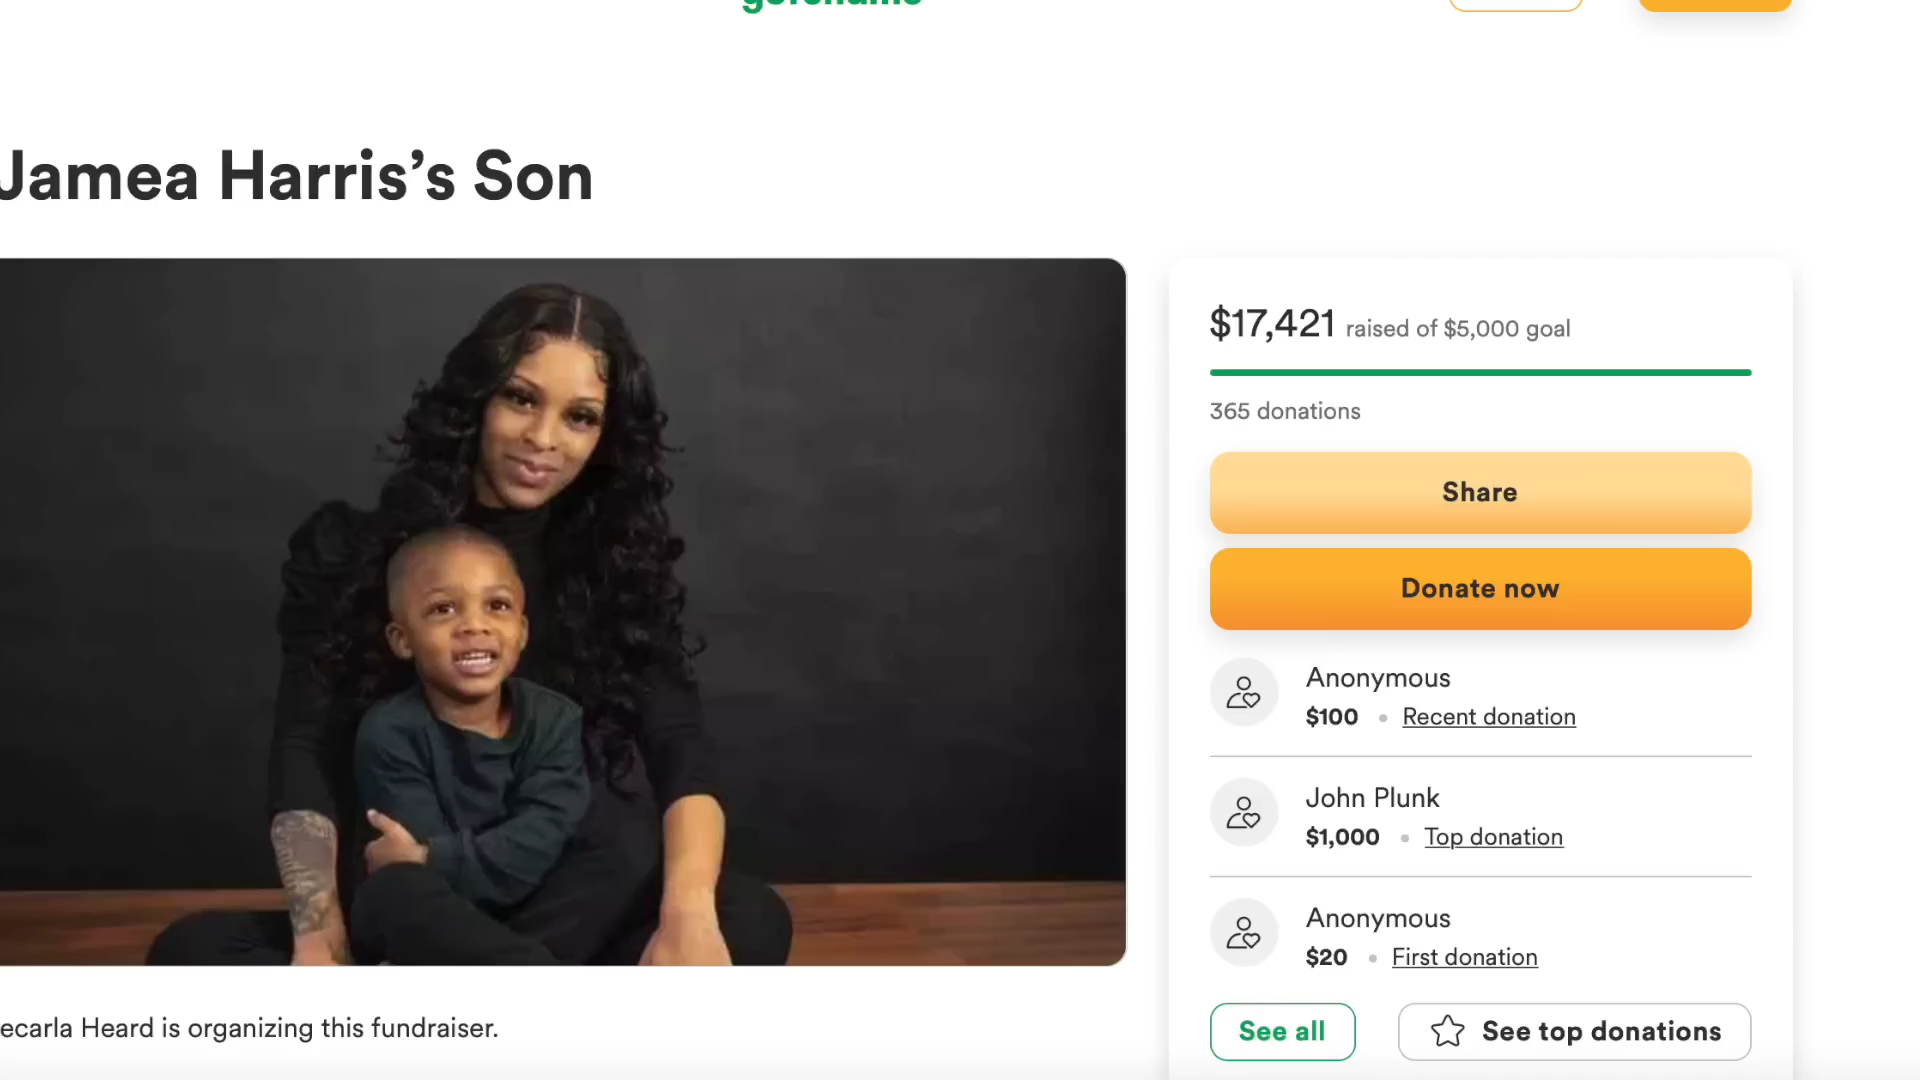 Jamea Harris’s Son
$17,421 raised of $5,000 goal
365 donations
Share
Donate now
Anonymous
$100 • Recent donation
John Plunk
$1,000 • Top donation
Anonymous
$20 • First donation
See all
See top donations
ecarla Heard is organizing this fundraiser.